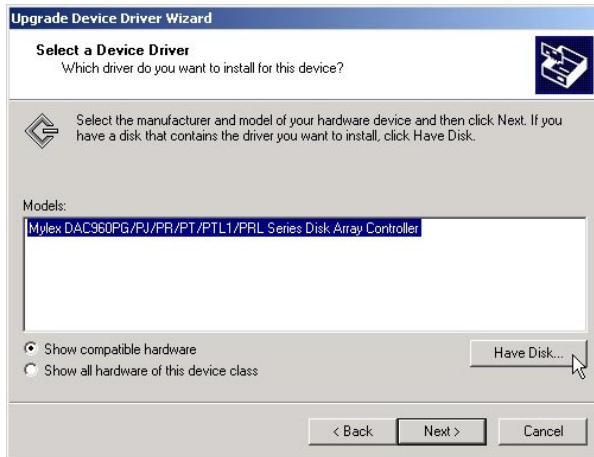 Upgrade Device Driver Wizard
Select a Device Driver
Which driver do you want to install for this device?
Select the manufacturer and model of your hardware device and then click Next. If you
have a disk that contains the driver you want to install, click Have Disk.
Models:
Mylex DAC960PG/PJ/PR/PT/PTL1/PRL Series Disk Array Controller
Show compatible hardware
Show all hardware of this device class
Have Disk...
< Back
Next >
Cancel